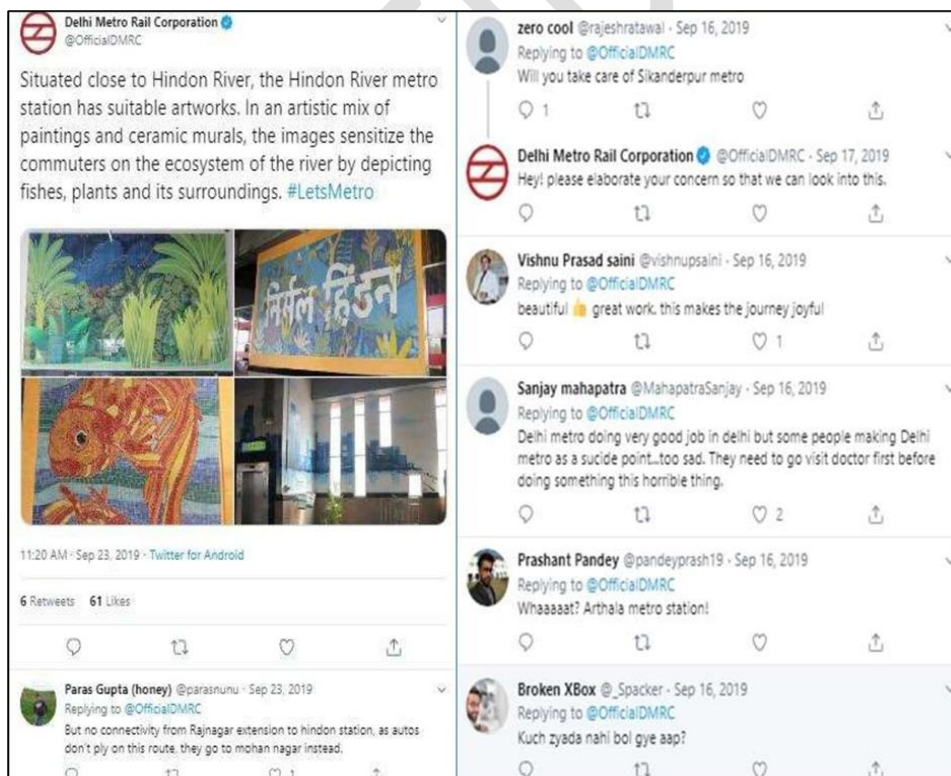 Delhi Metro Rail Corporation
@OfficialDMRC
Situated close to Hindon River, the Hindon River metro
station has suitable artworks. In an artistic mix of
paintings and ceramic murals, the images sensitize the
commuters on the ecosystem of the river by depicting
fishes, plants and its surroundings. #LetsMetro
निर्मल हिंडन
11:20 AM · Sep 23, 2019 · Twitter for Android
6 Retweets 61 Likes
Paras Gupta (honey) @parasnunu · Sep 23, 2019
Replying to @OfficialDMRC
But no connectivity from Rajnagar extension to hindon station, as autos
don't ply on this route, they go to mohan nagar instead.
1
zero cool @rajeshratawal · Sep 16, 2019
Replying to @OfficialDMRC
Will you take care of Sikanderpur metro
1
Delhi Metro Rail Corporation @OfficialDMRC · Sep 17, 2019
Hey! please elaborate your concern so that we can look into this.
Vishnu Prasad saini @vishnupsaini · Sep 16, 2019
Replying to @OfficialDMRC
beautiful 👍 great work. this makes the journey joyful
1
Sanjay mahapatra @MahapatraSanjay · Sep 16, 2019
Replying to @OfficialDMRC
Delhi metro doing very good job in delhi but some people making Delhi
metro as a sucide point...too sad. They need to go visit doctor first before
doing something this horrible thing.
2
Prashant Pandey @pandeyprash19 · Sep 16, 2019
Replying to @OfficialDMRC
Whaaaaat? Arthala metro station!
Broken XBox @_Spacker · Sep 16, 2019
Replying to @OfficialDMRC
Kuch zyada nahi bol gye aap?